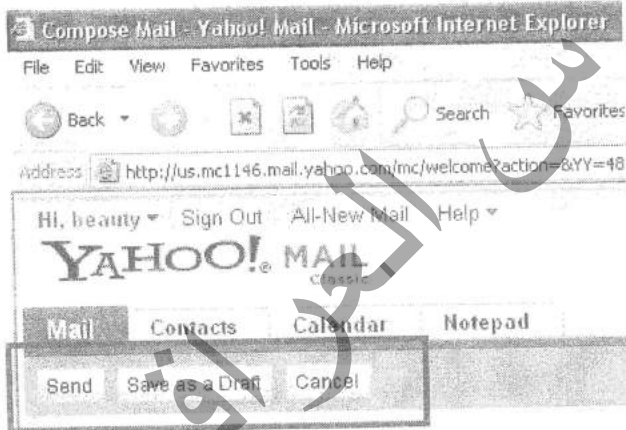 Compose Mail - Yahoo! Mail - Microsoft Internet Explorer
File Edit View Favorites Tools Help
Back Search Favorites
Address http://us.mc1146.mail.yahoo.com/mc/welcome?action=&YY=48
Hi, beauty Sign Out All-New Mail Help
YAHOO!® MAIL
Classic
Mail Contacts Calendar Notepad
Send Save as a Draft Cancel